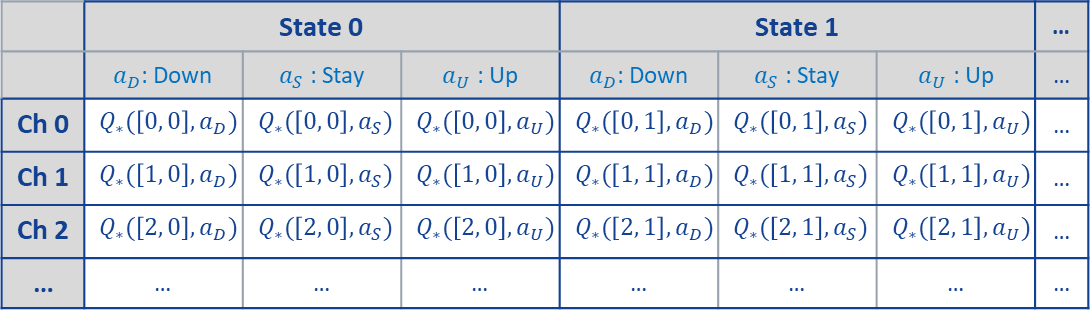 State 0 State 1 ...
a_D: Down a_S : Stay a_U : Up a_D: Down a_S : Stay a_U : Up ...
Ch 0 Q_*([0, 0], a_D) Q_*([0, 0], a_S) Q_*([0, 0], a_U) Q_*([0, 1], a_D) Q_*([0, 1], a_S) Q_*([0, 1], a_U) ...
Ch 1 Q_*([1, 0], a_D) Q_*([1, 0], a_S) Q_*([1, 0], a_U) Q_*([1, 1], a_D) Q_*([1, 1], a_S) Q_*([1, 1], a_U) ...
Ch 2 Q_*([2, 0], a_D) Q_*([2, 0], a_S) Q_*([2, 0], a_U) Q_*([2, 1], a_D) Q_*([2, 1], a_S) Q_*([2, 1], a_U) ...
... ... ... ... ... ... ... ...